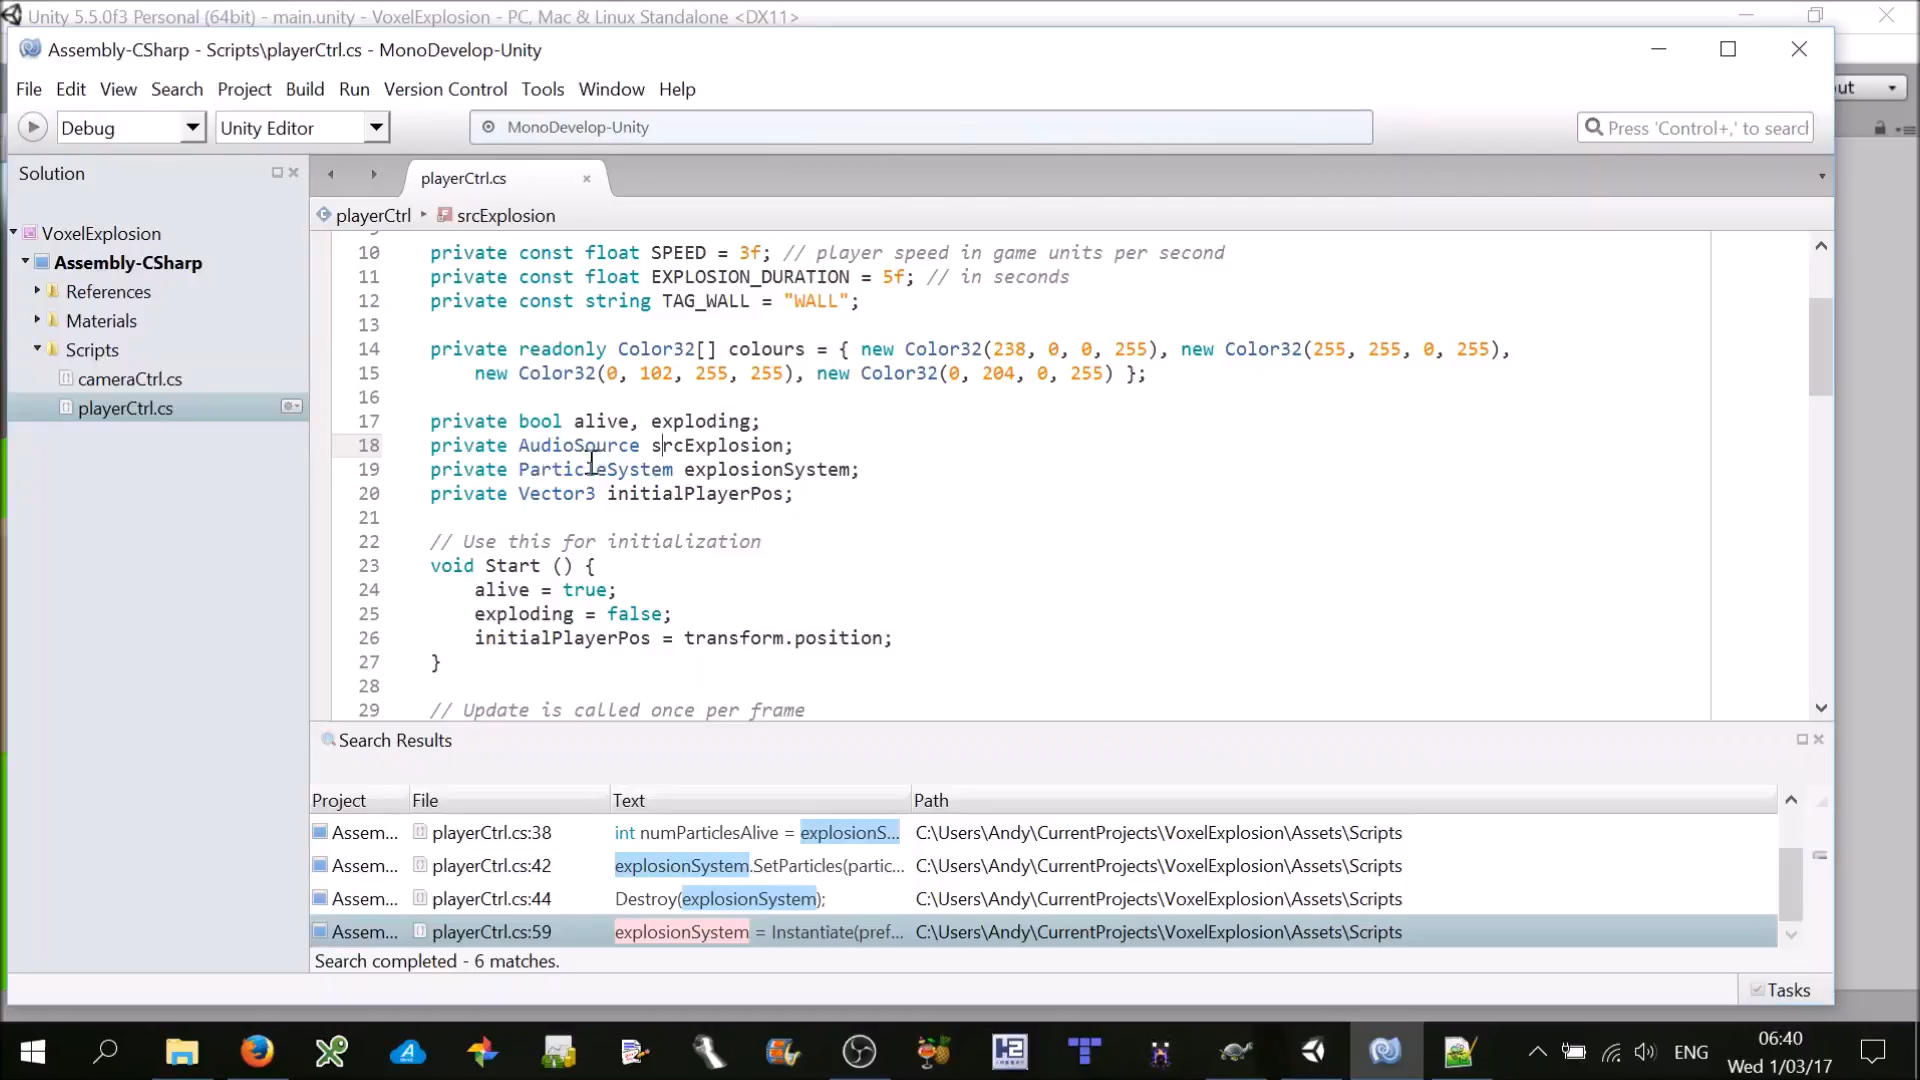 Unity 5.5.0f3 Personal (64bit) - main.unity - VoxelExplosion - PC, Mac & Linux Standalone <DX11>
Assembly-CSharp - Scripts\playerCtrl.cs - MonoDevelop-Unity
File Edit View Search Project Build Run Version Control Tools Window Help
Debug Unity Editor MonoDevelop-Unity Press 'Control+,' to search
Solution
playerCtrl.cs
playerCtrl srcExplosion
VoxelExplosion
Assembly-CSharp
References
Materials
Scripts
cameraCtrl.cs
playerCtrl.cs
10 private const float SPEED = 3f; // player speed in game units per second
11 private const float EXPLOSION_DURATION = 5f; // in seconds
12 private const string TAG_WALL = "WALL";
13
14 private readonly Color32[] colours = { new Color32(238, 0, 0, 255), new Color32(255, 255, 0, 255),
15 new Color32(0, 102, 255, 255), new Color32(0, 204, 0, 255) };
16
17 private bool alive, exploding;
18 private AudioSource srcExplosion;
19 private ParticleSystem explosionSystem;
20 private Vector3 initialPlayerPos;
21
22 // Use this for initialization
23 void Start () {
24 alive = true;
25 exploding = false;
26 initialPlayerPos = transform.position;
27 }
28
29 // Update is called once per frame
Search Results
Project File Text Path
Assem... playerCtrl.cs:38 int numParticlesAlive = explosionS... C:\Users\Andy\CurrentProjects\VoxelExplosion\Assets\Scripts
Assem... playerCtrl.cs:42 explosionSystem.SetParticles(partic... C:\Users\Andy\CurrentProjects\VoxelExplosion\Assets\Scripts
Assem... playerCtrl.cs:44 Destroy(explosionSystem); C:\Users\Andy\CurrentProjects\VoxelExplosion\Assets\Scripts
Assem... playerCtrl.cs:59 explosionSystem = Instantiate(pref... C:\Users\Andy\CurrentProjects\VoxelExplosion\Assets\Scripts
Search completed - 6 matches.
Tasks
ENG
06:40
Wed 1/03/17